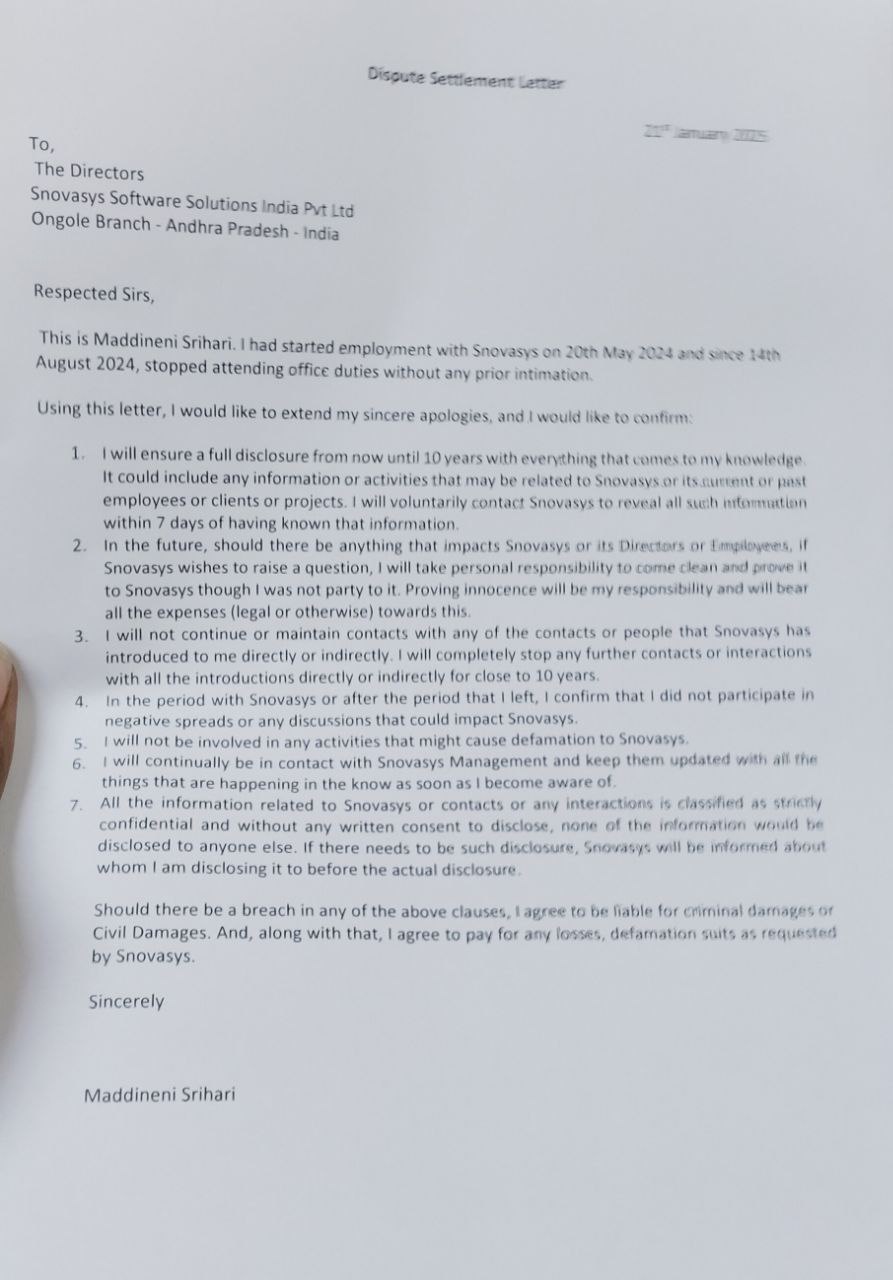 Dispute Settlement Letter
21st January 2025
To,
The Directors
Snovasys Software Solutions India Pvt Ltd
Ongole Branch - Andhra Pradesh - India
Respected Sirs,
This is Maddineni Srihari. I had started employment with Snovasys on 20th May 2024 and since 14th
August 2024, stopped attending office duties without any prior intimation.
Using this letter, I would like to extend my sincere apologies, and I would like to confirm:
1. I will ensure a full disclosure from now until 10 years with everything that comes to my knowledge.
It could include any information or activities that may be related to Snovasys or its current or past
employees or clients or projects. I will voluntarily contact Snovasys to reveal all such information
within 7 days of having known that information.
2. In the future, should there be anything that impacts Snovasys or its Directors or Employees, if
Snovasys wishes to raise a question, I will take personal responsibility to come clean and prove it
to Snovasys though I was not party to it. Proving innocence will be my responsibility and will bear
all the expenses (legal or otherwise) towards this.
3. I will not continue or maintain contacts with any of the contacts or people that Snovasys has
introduced to me directly or indirectly. I will completely stop any further contacts or interactions
with all the introductions directly or indirectly for close to 10 years.
4. In the period with Snovasys or after the period that I left, I confirm that I did not participate in
negative spreads or any discussions that could impact Snovasys.
5. I will not be involved in any activities that might cause defamation to Snovasys.
6. I will continually be in contact with Snovasys Management and keep them updated with all the
things that are happening in the know as soon as I become aware of.
7. All the information related to Snovasys or contacts or any interactions is classified as strictly
confidential and without any written consent to disclose, none of the information would be
disclosed to anyone else. If there needs to be such disclosure, Snovasys will be informed about
whom I am disclosing it to before the actual disclosure.
Should there be a breach in any of the above clauses, I agree to be liable for criminal damages or
Civil Damages. And, along with that, I agree to pay for any losses, defamation suits as requested
by Snovasys.
Sincerely
Maddineni Srihari